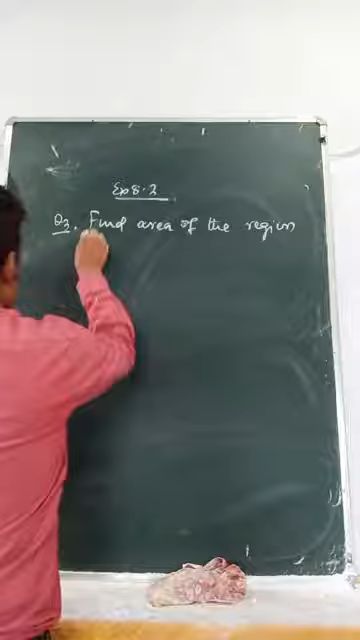 Ex 8.2
Q3. Find area of the region